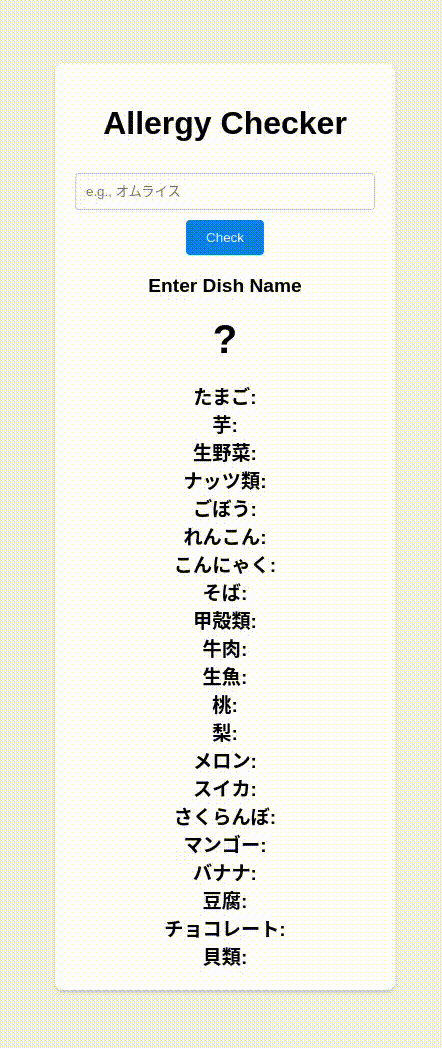 Allergy Checker
e.g., オムライス
Check
Enter Dish Name
?
たまご:
芋:
生野菜:
ナッツ類:
ごぼう:
れんこん:
こんにゃく:
そば:
甲殻類:
牛肉:
生魚:
桃:
梨:
メロン:
スイカ:
さくらんぼ:
マンゴー:
バナナ:
豆腐:
チョコレート:
貝類: